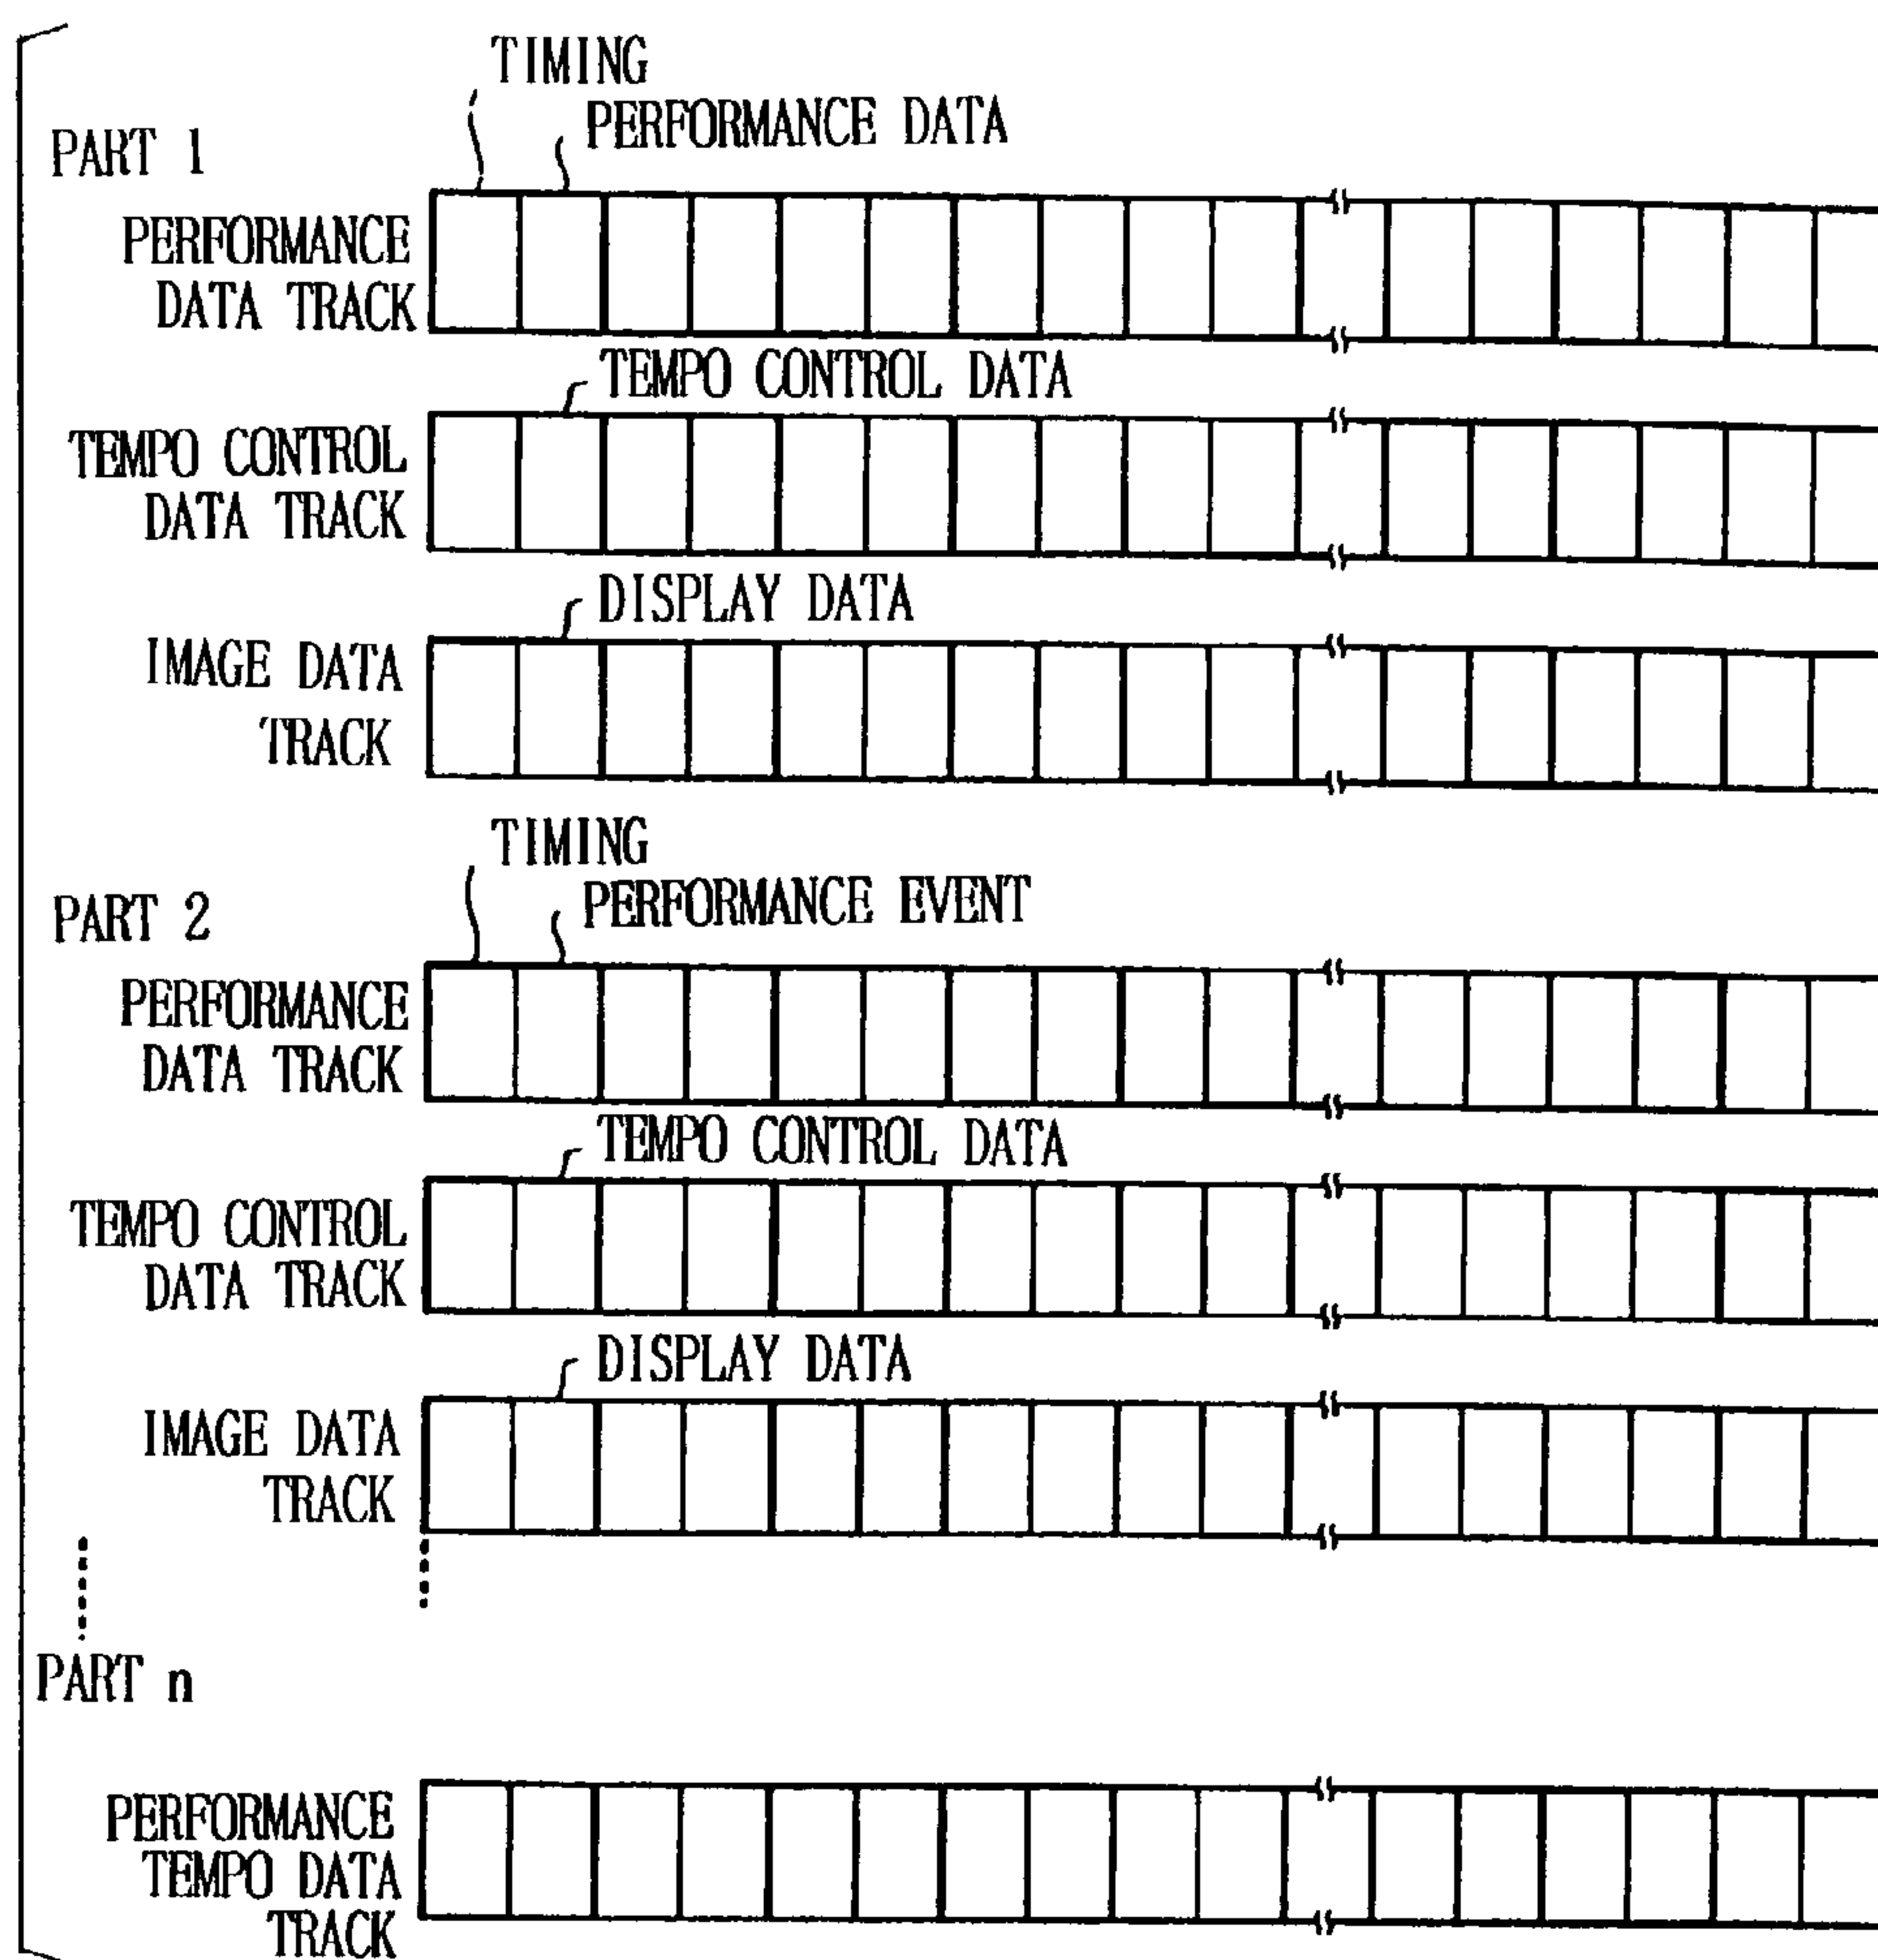 TIMING
PERFORMANCE DATA
PART 1
PERFORMANCE
DATA TRACK
TEMPO CONTROL DATA
TEMPO CONTROL
DATA TRACK
DISPLAY DATA
IMAGE DATA
TRACK
TIMING
PERFORMANCE EVENT
PART 2
PERFORMANCE
DATA TRACK
TEMPO CONTROL DATA
TEMPO CONTROL
DATA TRACK
DISPLAY DATA
IMAGE DATA
TRACK
PART n
PERFORMANCE
TEMPO DATA
TRACK